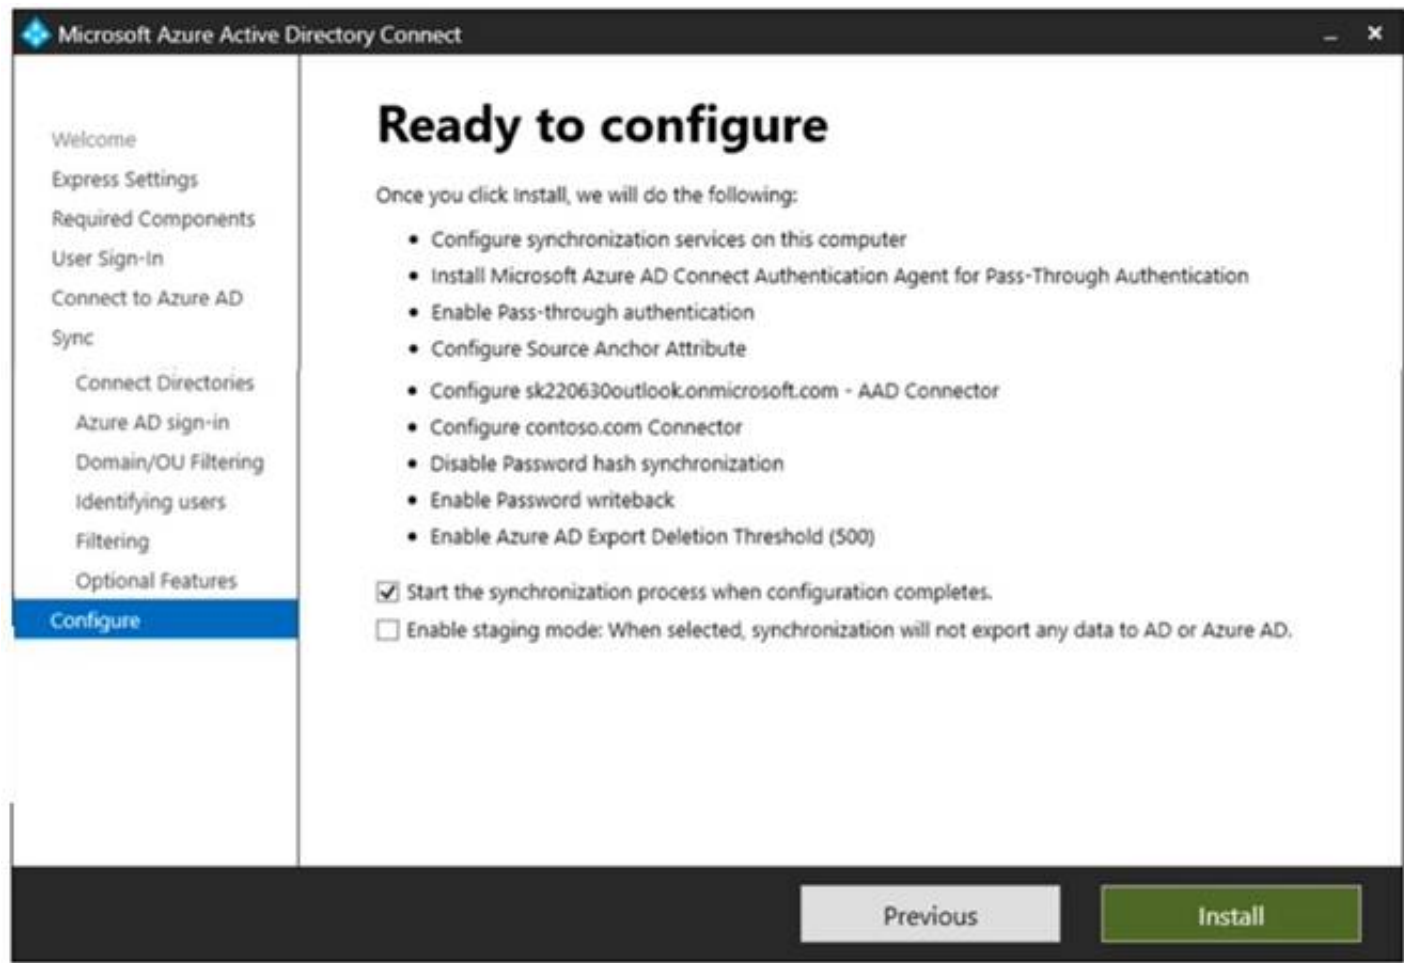 Microsoft Azure Active Directory Connect
Welcome
Express Settings
Required Components
User Sign-In
Connect to Azure AD
Sync
Connect Directories
Azure AD sign-in
Domain/OU Filtering
Identifying users
Filtering
Optional Features
Configure
Ready to configure
Once you click Install, we will do the following:
• Configure synchronization services on this computer
• Install Microsoft Azure AD Connect Authentication Agent for Pass-Through Authentication
• Enable Pass-through authentication
• Configure Source Anchor Attribute
• Configure sk220630outlook.onmicrosoft.com - AAD Connector
• Configure contoso.com Connector
• Disable Password hash synchronization
• Enable Password writeback
• Enable Azure AD Export Deletion Threshold (500)
Start the synchronization process when configuration completes.
Enable staging mode: When selected, synchronization will not export any data to AD or Azure AD.
Previous
Install